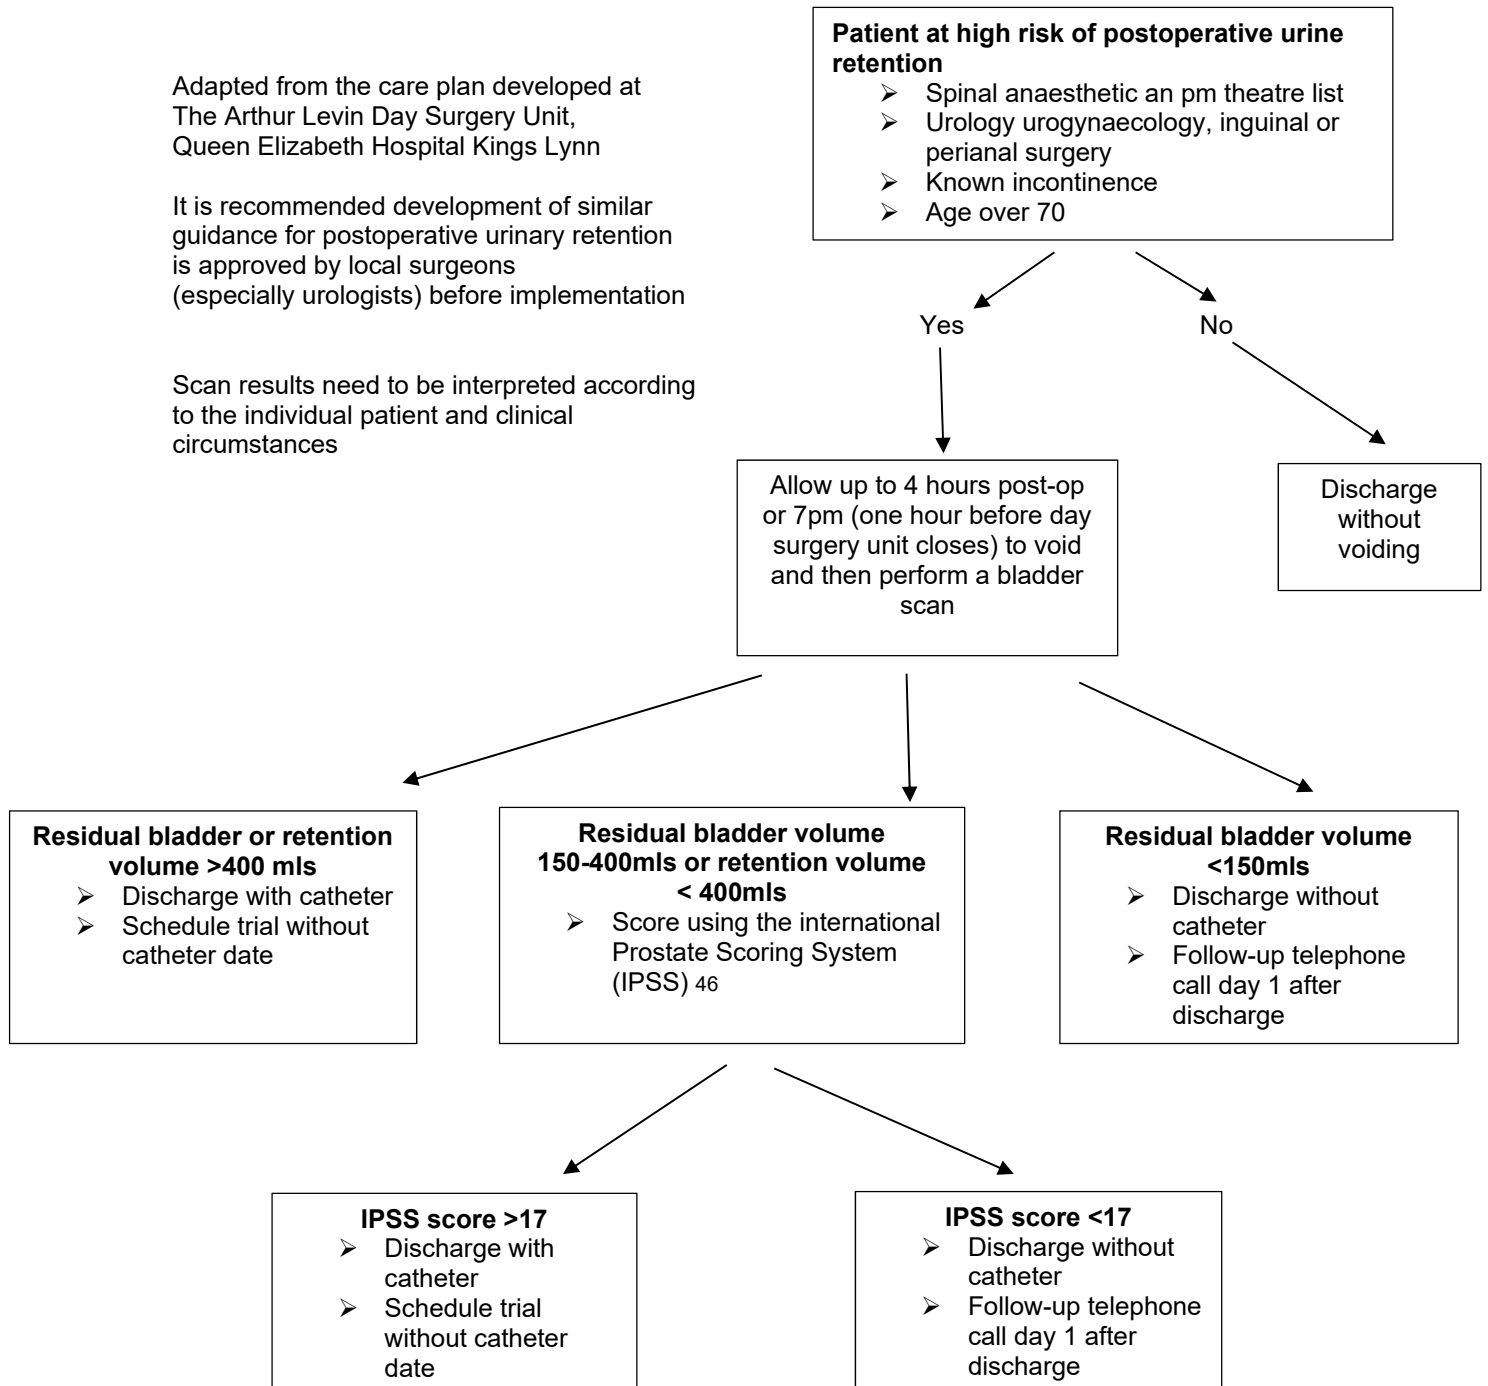 Adapted from the care plan developed at
The Arthur Levin Day Surgery Unit,
Queen Elizabeth Hospital Kings Lynn
It is recommended development of similar
guidance for postoperative urinary retention
is approved by local surgeons
(especially urologists) before implementation
Scan results need to be interpreted according
to the individual patient and clinical
circumstances
Patient at high risk of postoperative urine
retention
➢ Spinal anaesthetic an pm theatre list
➢ Urology urogynaecology, inguinal or
perianal surgery
➢ Known incontinence
➢ Age over 70
Yes
No
Allow up to 4 hours post-op
or 7pm (one hour before day
surgery unit closes) to void
and then perform a bladder
scan
Discharge
without
voiding
Residual bladder or retention
volume >400 mls
➢ Discharge with catheter
➢ Schedule trial without
catheter date
Residual bladder volume
150-400mls or retention volume
< 400mls
➢ Score using the international
Prostate Scoring System
(IPSS) 46
Residual bladder volume
<150mls
➢ Discharge without
catheter
➢ Follow-up telephone
call day 1 after
discharge
IPSS score >17
➢ Discharge with
catheter
➢ Schedule trial
without catheter
date
IPSS score <17
➢ Discharge without
catheter
➢ Follow-up telephone
call day 1 after
discharge